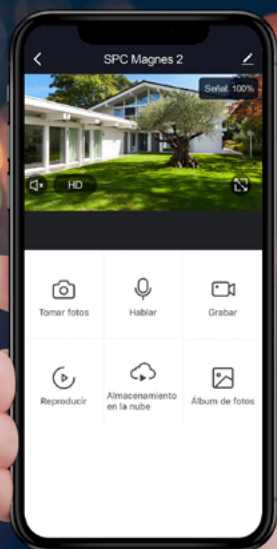 SPC Magnes 2
Señal: 100%
HD
Tomar fotos
Hablar
Grabar
Reproducir
Almacenamiento
en la nube
Álbum de fotos